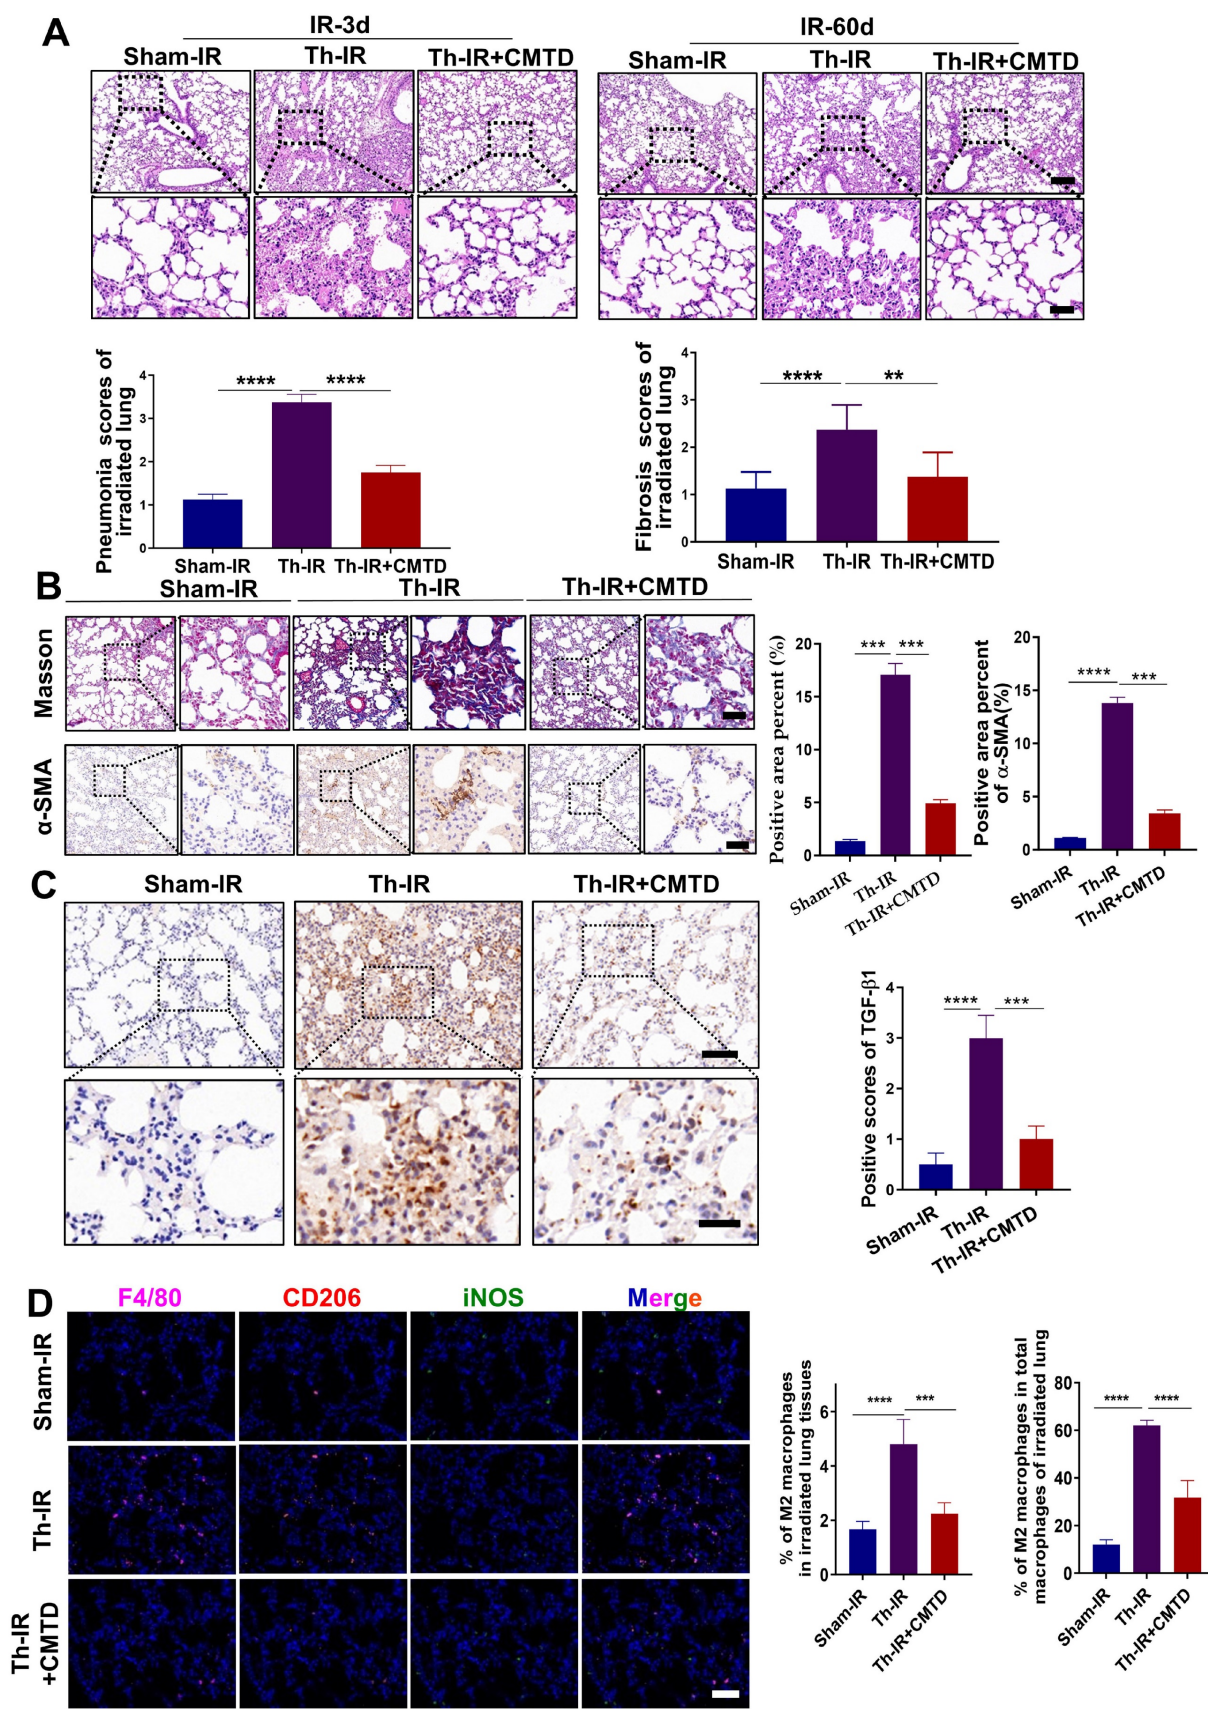 A
IR-3d
IR-60d
Sham-IR
Th-IR
Th-IR+CMTD
Sham-IR
Th-IR
Th-IR+CMTD
Pneumonia scores of
irradiated lung
4
3
2
1
0
****
****
Sham-IR
Th-IR
Th-IR+CMTD
Fibrosis scores of
irradiated lung
4
3
2
1
0
****
**
Sham-IR
Th-IR
Th-IR+CMTD
B
Sham-IR
Th-IR
Th-IR+CMTD
Masson
α-SMA
Positive area percent (%)
20
15
10
5
0
***
***
Sham-IR
Th-IR
Th-IR+CMTD
Positive area percent
of α-SMA(%)
20
15
10
5
0
****
***
Sham-IR
Th-IR
Th-IR+CMTD
C
Sham-IR
Th-IR
Th-IR+CMTD
Positive scores of TGF-β1
4
3
2
1
0
****
***
Sham-IR
Th-IR
Th-IR+CMTD
D
F4/80
CD206
iNOS
Merge
Sham-IR
Th-IR
Th-IR
+CMTD
% of M2 macrophages
in irradiated lung tissues
6
4
2
0
****
***
Sham-IR
Th-IR
Th-IR+CMTD
% of M2 macrophages in total
macrophages of irradiated lung
80
60
40
20
0
****
****
Sham-IR
Th-IR
Th-IR+CMTD